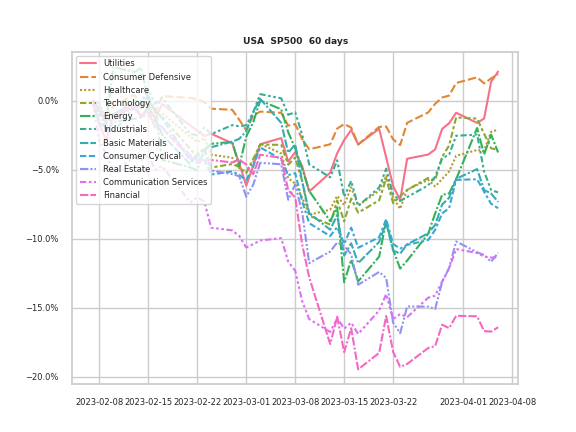 USA SP500 60 days
Utilities
Consumer Defensive
Healthcare
Technology
Energy
Industrials
Basic Materials
Consumer Cyclical
Real Estate
Communication Services
Financial
0.0%
−5.0%
−10.0%
−15.0%
−20.0%
2023-02-08 2023-02-15 2023-02-22 2023-03-01 2023-03-08 2023-03-15 2023-03-22 2023-04-01 2023-04-08